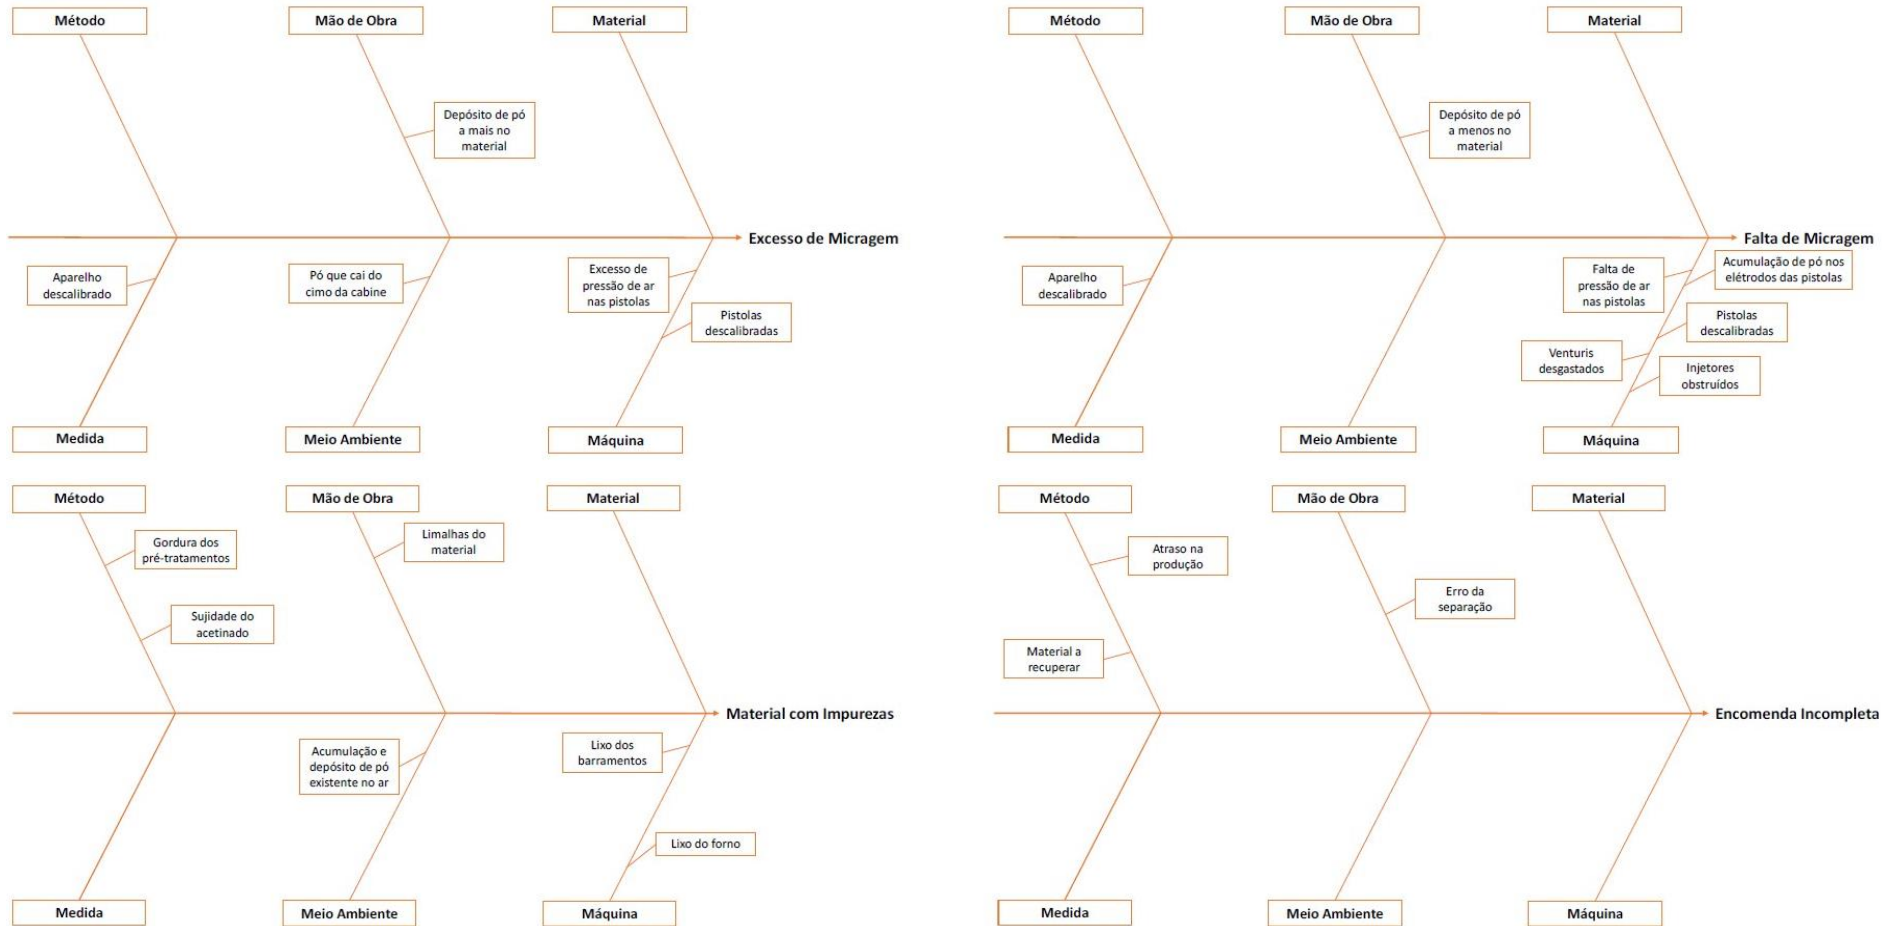 Método
Mão de Obra
Material
Depósito de pó
a mais no
material
Excesso de Micragem
Aparelho
descalibrado
Pó que cai do
cimo da cabine
Excesso de
pressão de ar
nas pistolas
Pistolas
descalibradas
Medida
Meio Ambiente
Máquina
Método
Mão de Obra
Material
Depósito de pó
a menos no
material
Falta de Micragem
Aparelho
descalibrado
Falta de
pressão de ar
nas pistolas
Acumulação de pó nos
elétrodos das pistolas
Pistolas
descalibradas
Venturis
desgastados
Injetores
obstruídos
Medida
Meio Ambiente
Máquina
Método
Mão de Obra
Material
Gordura dos
pré-tratamentos
Limalhas do
material
Sujidade do
acetinado
Material com Impurezas
Acumulação e
depósito de pó
existente no ar
Lixo dos
barramentos
Lixo do forno
Medida
Meio Ambiente
Máquina
Método
Mão de Obra
Material
Atraso na
produção
Erro da
separação
Material a
recuperar
Encomenda Incompleta
Medida
Meio Ambiente
Máquina